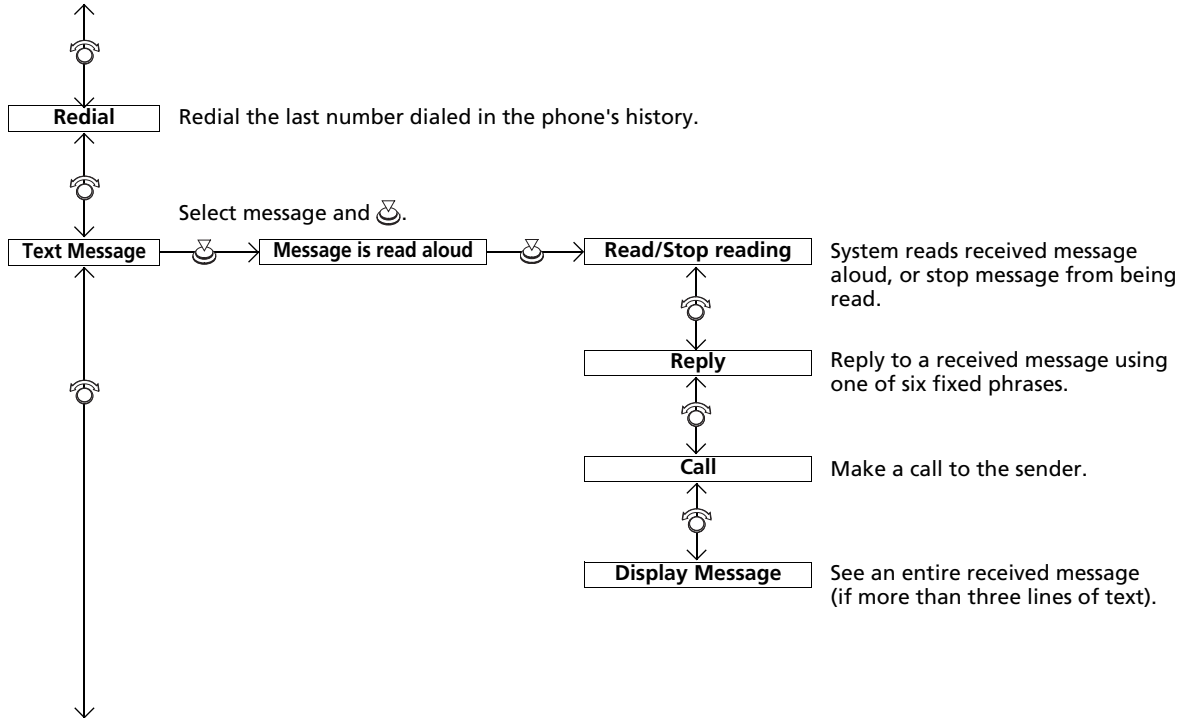 Redial
Redial the last number dialed in the phone's history.
Select message and .
Text Message
Message is read aloud
Read/Stop reading
System reads received message
aloud, or stop message from being
read.
Reply
Reply to a received message using
one of six fixed phrases.
Call
Make a call to the sender.
Display Message
See an entire received message
(if more than three lines of text).